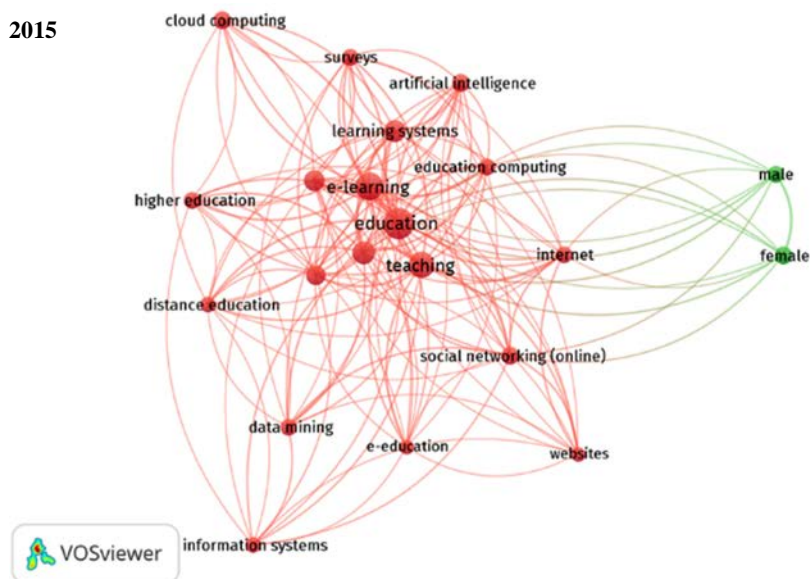 cloud computing
2015
surveys
artificial intelligence
learning systems
education computing
male
e-learning
higher education
education
female
internet
teaching
distance education
social networking (online)
data mining
e-education
websites
information systems
VOSviewer